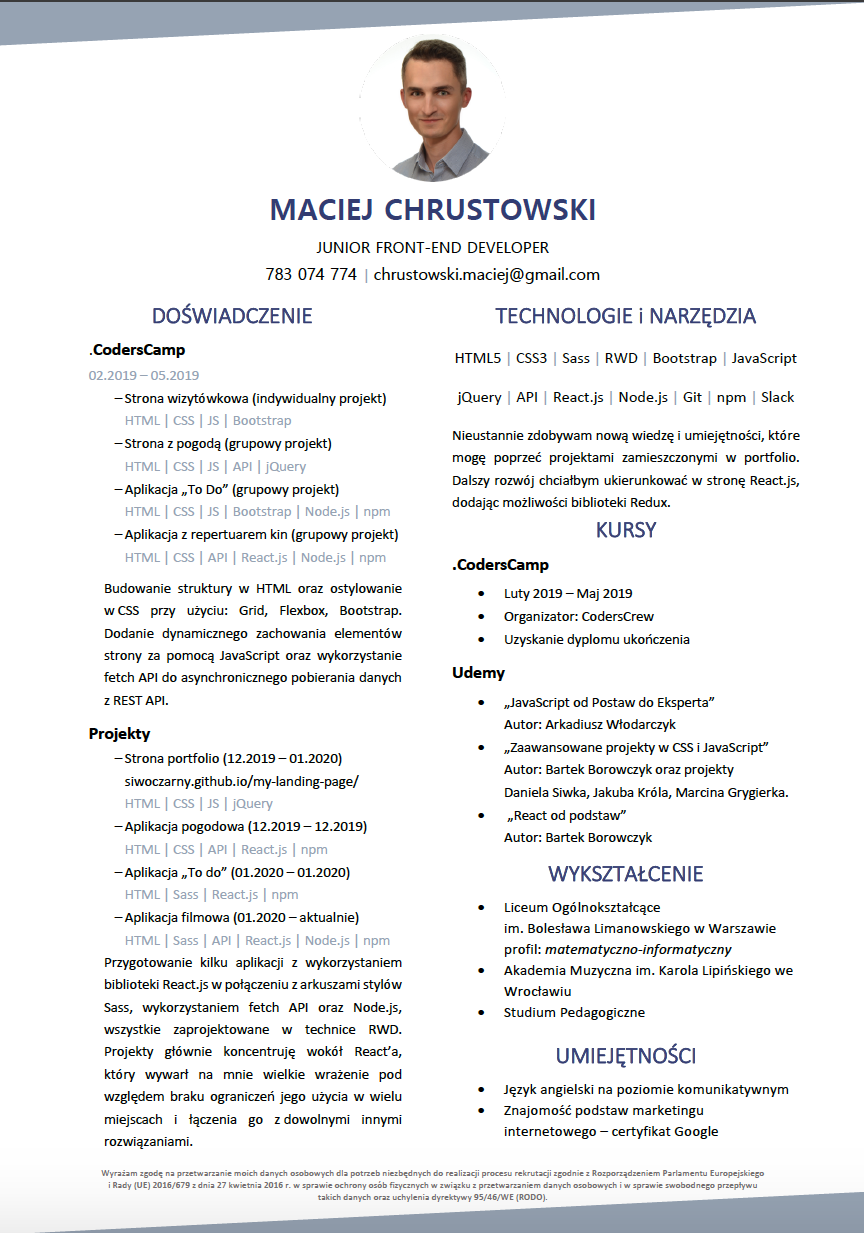 MACIEJ CHRUSTOWSKI
JUNIOR FRONT-END DEVELOPER
783 074 774 | chrustowski.maciej@gmail.com
DOŚWIADCZENIE
.CodersCamp
02.2019 – 05.2019
– Strona wizytówkowa (indywidualny projekt)
HTML | CSS | JS | Bootstrap
– Strona z pogodą (grupowy projekt)
HTML | CSS | JS | API | jQuery
– Aplikacja „To Do” (grupowy projekt)
HTML | CSS | JS | Bootstrap | Node.js | npm
– Aplikacja z repertuarem kin (grupowy projekt)
HTML | CSS | API | React.js | Node.js | npm
Budowanie struktury w HTML oraz ostylowanie
w CSS przy użyciu: Grid, Flexbox, Bootstrap.
Dodanie dynamicznego zachowania elementów
strony za pomocą JavaScript oraz wykorzystanie
fetch API do asynchronicznego pobierania danych
z REST API.
Projekty
– Strona portfolio (12.2019 – 01.2020)
siwoczarny.github.io/my-landing-page/
HTML | CSS | JS | jQuery
– Aplikacja pogodowa (12.2019 – 12.2019)
HTML | CSS | API | React.js | npm
– Aplikacja „To do” (01.2020 – 01.2020)
HTML | Sass | React.js | npm
– Aplikacja filmowa (01.2020 – aktualnie)
HTML | Sass | API | React.js | Node.js | npm
Przygotowanie kilku aplikacji z wykorzystaniem
biblioteki React.js w połączeniu z arkuszami stylów
Sass, wykorzystaniem fetch API oraz Node.js,
wszystkie zaprojektowane w technice RWD.
Projekty głównie koncentruję wokół React’a,
który wywarł na mnie wielkie wrażenie pod
względem braku ograniczeń jego użycia w wielu
miejscach i łączenia go z dowolnymi innymi
rozwiązaniami.
TECHNOLOGIE i NARZĘDZIA
HTML5 | CSS3 | Sass | RWD | Bootstrap | JavaScript
jQuery | API | React.js | Node.js | Git | npm | Slack
Nieustannie zdobywam nową wiedzę i umiejętności, które
mogę poprzeć projektami zamieszczonymi w portfolio.
Dalszy rozwój chciałbym ukierunkować w stronę React.js,
dodając możliwości biblioteki Redux.
KURSY
.CodersCamp
• Luty 2019 – Maj 2019
• Organizator: CodersCrew
• Uzyskanie dyplomu ukończenia
Udemy
• „JavaScript od Postaw do Eksperta”
Autor: Arkadiusz Włodarczyk
• „Zaawansowane projekty w CSS i JavaScript”
Autor: Bartek Borowczyk oraz projekty
Daniela Siwka, Jakuba Króla, Marcina Grygierka.
• „React od podstaw”
Autor: Bartek Borowczyk
WYKSZTAŁCENIE
• Liceum Ogólnokształcące
im. Bolesława Limanowskiego w Warszawie
profil: matematyczno-informatyczny
• Akademia Muzyczna im. Karola Lipińskiego we
Wrocławiu
• Studium Pedagogiczne
UMIEJĘTNOŚCI
• Język angielski na poziomie komunikatywnym
• Znajomość podstaw marketingu
internetowego – certyfikat Google
Wyrażam zgodę na przetwarzanie moich danych osobowych dla potrzeb niezbędnych do realizacji procesu rekrutacji zgodnie z Rozporządzeniem Parlamentu Europejskiego
i Rady (UE) 2016/679 z dnia 27 kwietnia 2016 r. w sprawie ochrony osób fizycznych w związku z przetwarzaniem danych osobowych i w sprawie swobodnego przepływu
takich danych oraz uchylenia dyrektywy 95/46/WE (RODO).